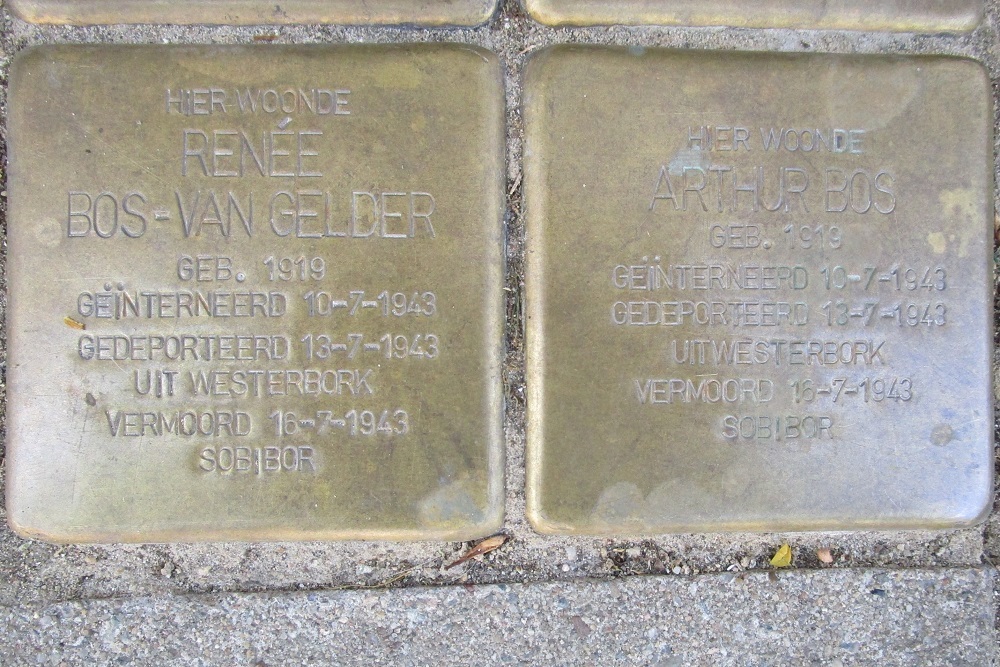 HIER WOONDE
RENÉE
BOS-VAN GELDER
GEB. 1919
GEÏNTERNEERD 10-7-1943
GEDEPORTEERD 13-7-1943
UIT WESTERBORK
VERMOORD 16-7-1943
SOBIBOR
HIER WOONDE
ARTHUR BOS
GEB. 1919
GEÏNTERNEERD 10-7-1943
GEDEPORTEERD 13-7-1943
UIT WESTERBORK
VERMOORD 16-7-1943
SOBIBOR